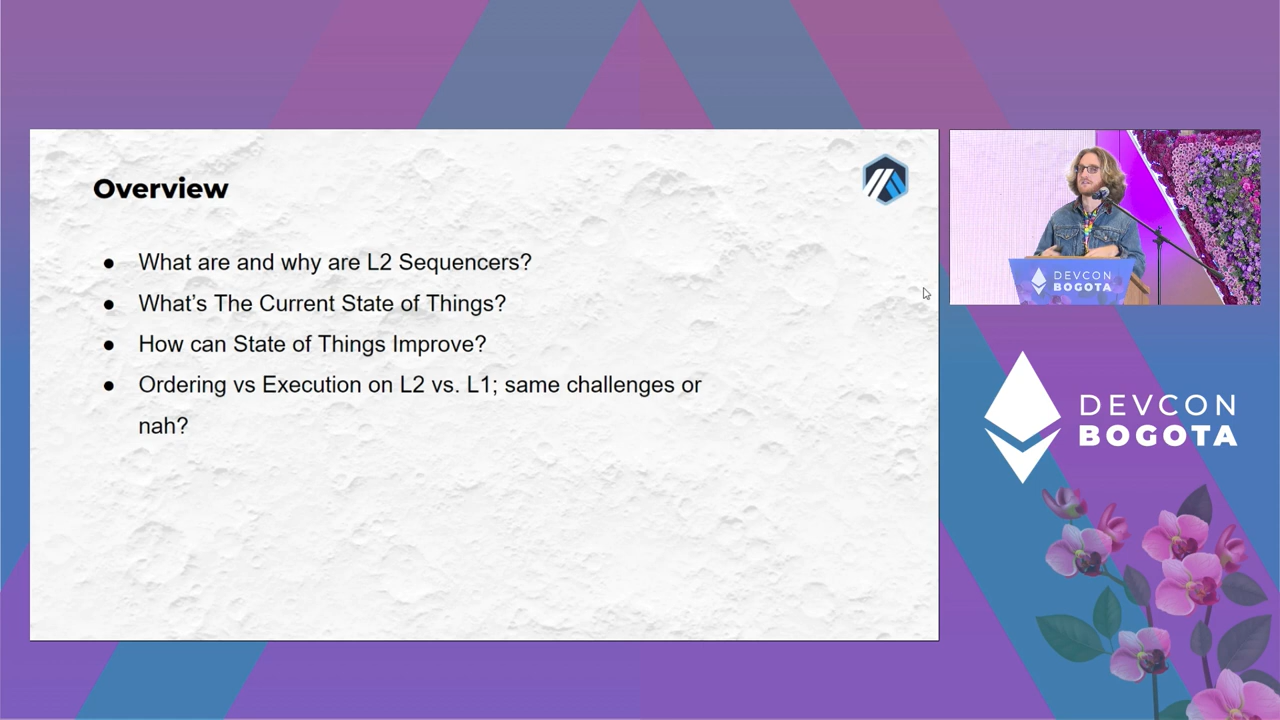 Overview
● What are and why are L2 Sequencers?
● What's The Current State of Things?
● How can State of Things Improve?
● Ordering vs Execution on L2 vs. L1; same challenges or
nah?
DEVCON
BOGOTA
DEVCON
BOGOTA